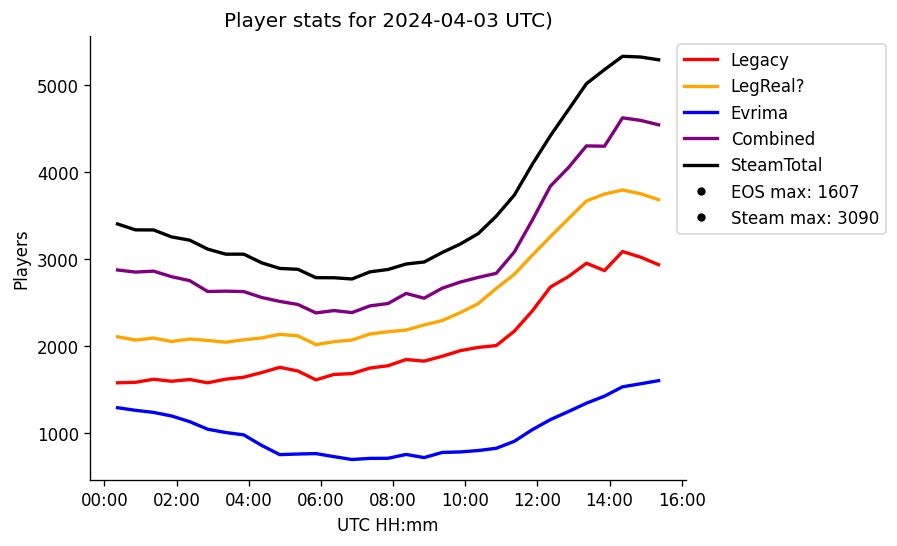 Player stats for 2024-04-03 UTC)
Players
5000
4000
3000
2000
1000
00:00 02:00 04:00 06:00 08:00 10:00 12:00 14:00 16:00
UTC HH:mm
Legacy
LegReal?
Evrima
Combined
SteamTotal
EOS max: 1607
Steam max: 3090